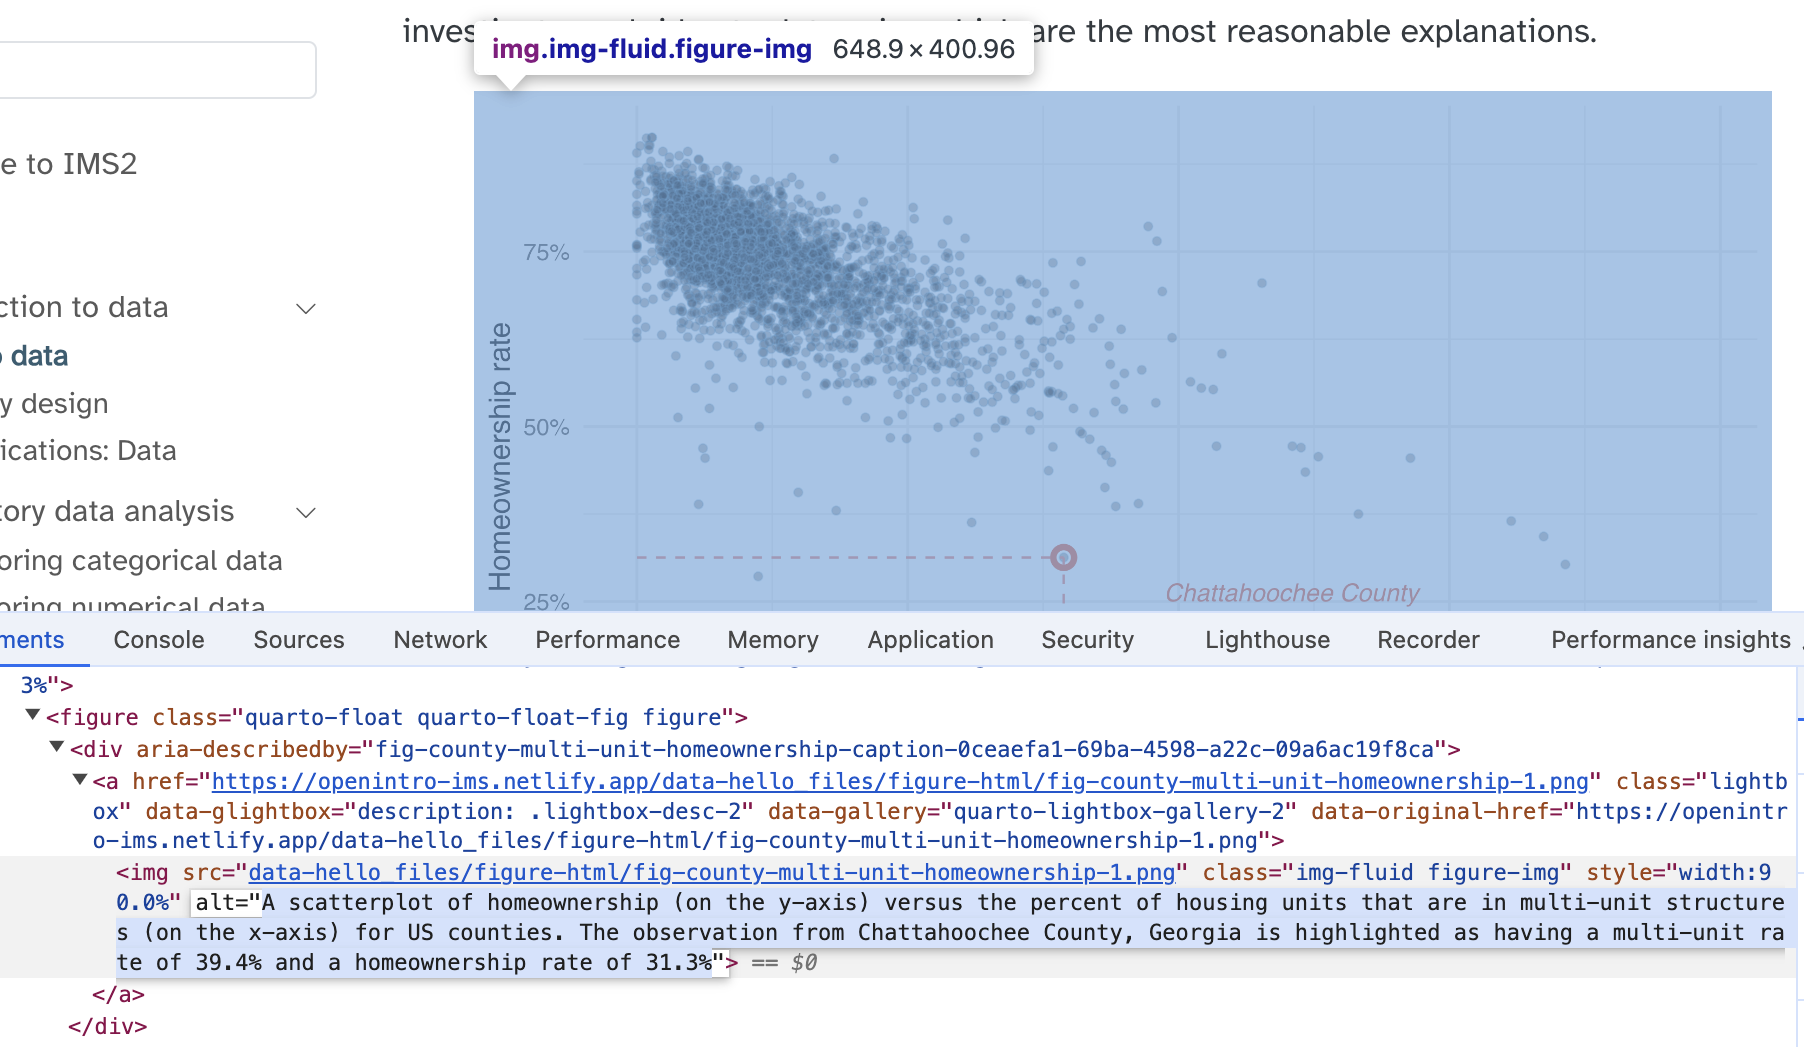 are the most reasonable explanations.
img.img-fluid.figure-img 648.9 × 400.96
e to IMS2
ction to data
data
y design
ications: Data
tory data analysis
oring categorical data
oring numerical data
Homeownership rate
75%
50%
25%
Chattahoochee County
ments Console Sources Network Performance Memory Application Security Lighthouse Recorder Performance insights
3%">
<figure class="quarto-float quarto-float-fig figure">
<div aria-describedby="fig-county-multi-unit-homeownership-caption-0ceaefa1-69ba-4598-a22c-09a6ac19f8ca">
<a href="https://openintro-ims.netlify.app/data-hello_files/figure-html/fig-county-multi-unit-homeownership-1.png" class="lightb
ox" data-glightbox="description: .lightbox-desc-2" data-gallery="quarto-lightbox-gallery-2" data-original-href="https://openintr
o-ims.netlify.app/data-hello_files/figure-html/fig-county-multi-unit-homeownership-1.png">
<img src="data-hello_files/figure-html/fig-county-multi-unit-homeownership-1.png" class="img-fluid figure-img" style="width:9
0.0%" alt="A scatterplot of homeownership (on the y-axis) versus the percent of housing units that are in multi-unit structure
s (on the x-axis) for US counties. The observation from Chattahoochee County, Georgia is highlighted as having a multi-unit ra
te of 39.4% and a homeownership rate of 31.3%"> == $0
</a>
</div>